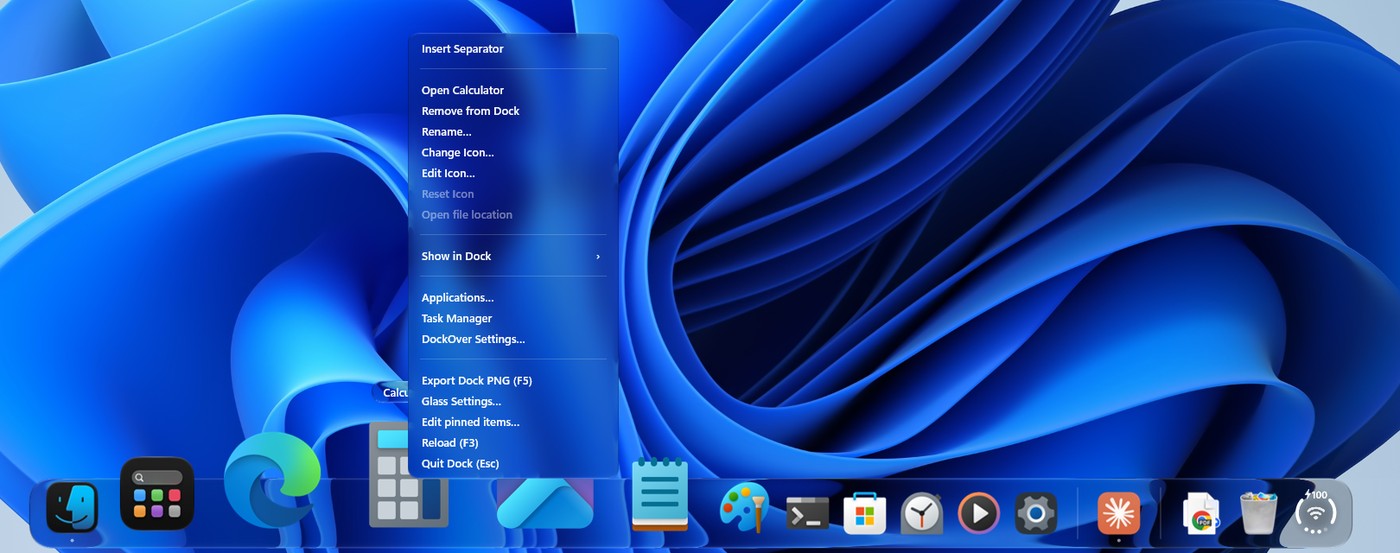 Insert Separator
Open Calculator
Remove from Dock
Rename...
Change Icon...
Edit Icon...
Reset Icon
Open file location
Show in Dock ›
Applications...
Task Manager
DockOver Settings...
Export Dock PNG (F5)
Glass Settings...
Edit pinned items...
Reload (F3)
Quit Dock (Esc)
Calcu
100
PDF